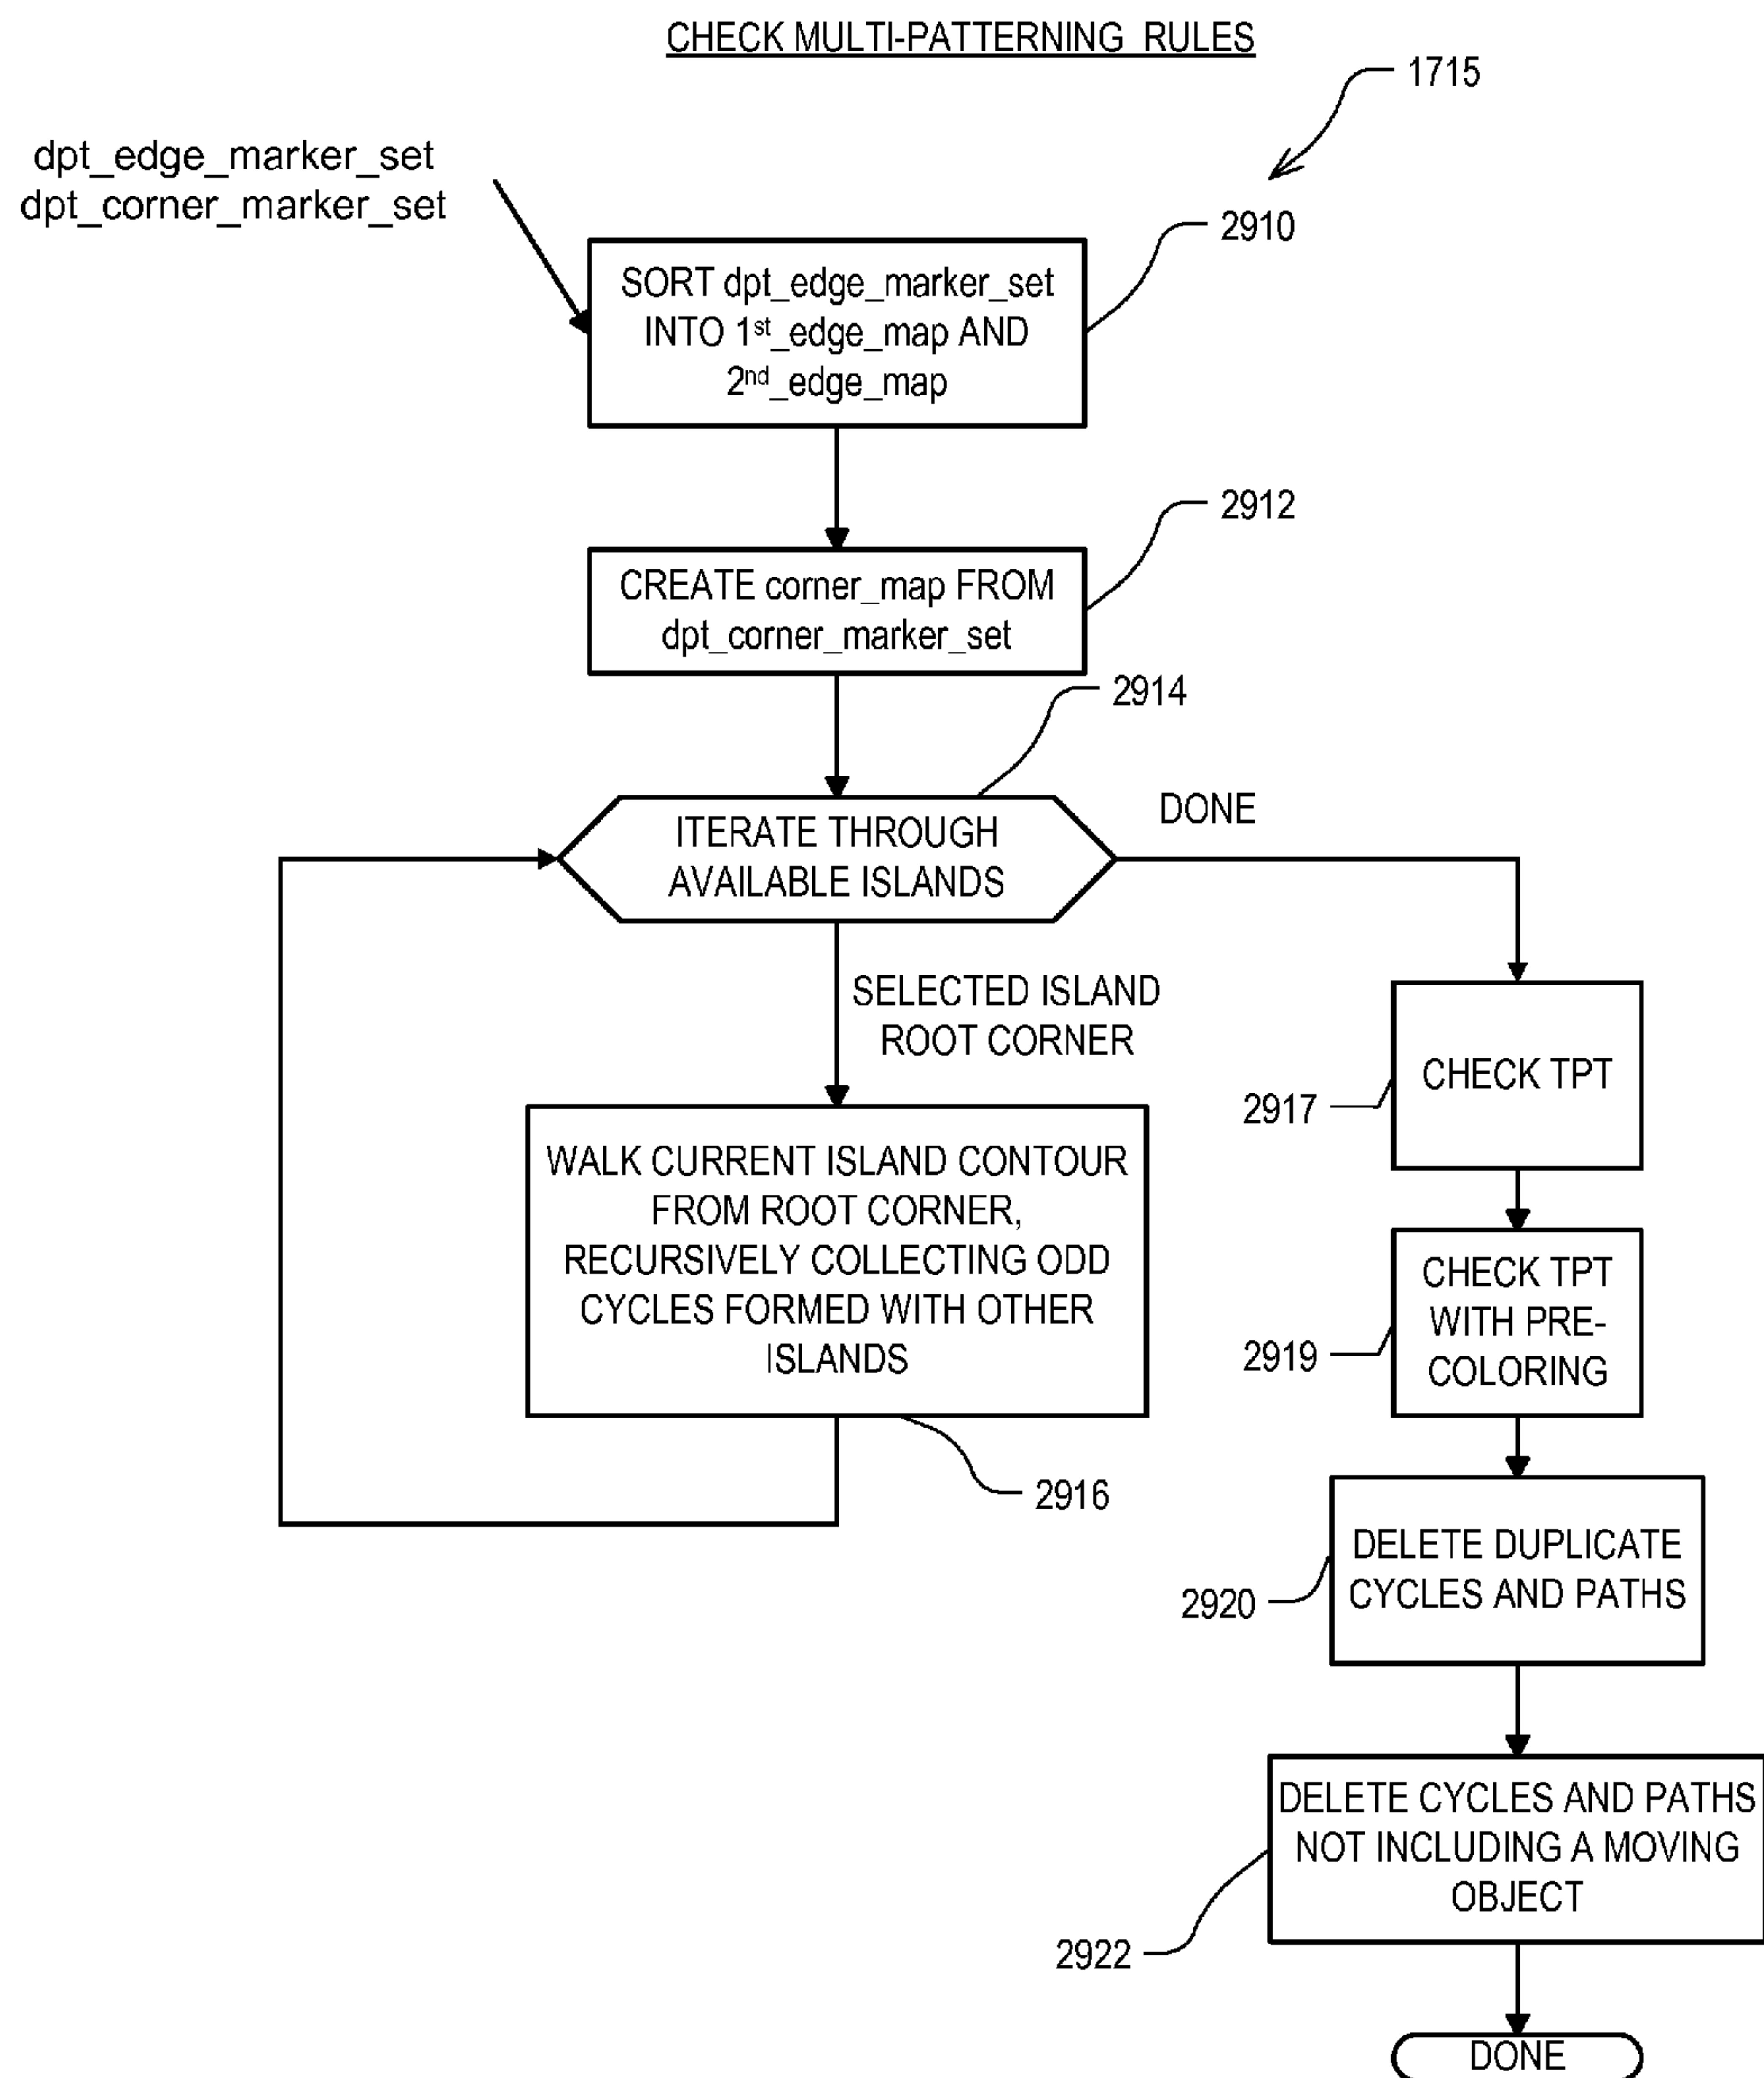 CHECK MULTI-PATTERNING RULES
1715
dpt_edge_marker_set
dpt_corner_marker_set
2910
SORT dpt_edge_marker_set
INTO 1st_edge_map AND
2nd_edge_map
2912
CREATE corner_map FROM
dpt_corner_marker_set
2914
DONE
ITERATE THROUGH
AVAILABLE ISLANDS
SELECTED ISLAND
ROOT CORNER
WALK CURRENT ISLAND CONTOUR
FROM ROOT CORNER,
RECURSIVELY COLLECTING ODD
CYCLES FORMED WITH OTHER
ISLANDS
2916
CHECK TPT
2917
CHECK TPT
WITH PRE-
COLORING
2919
DELETE DUPLICATE
CYCLES AND PATHS
2920
DELETE CYCLES AND PATHS
NOT INCLUDING A MOVING
OBJECT
2922
DONE